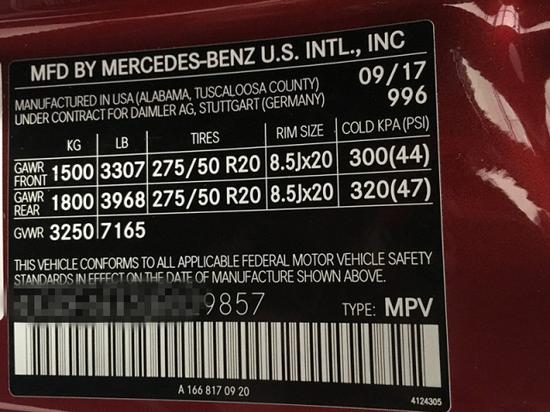 MFD BY MERCEDES-BENZ U.S. INTL., INC
MANUFACTURED IN USA (ALABAMA, TUSCALOOSA COUNTY) 09/17
UNDER CONTRACT FOR DAIMLER AG, STUTTGART (GERMANY) 996
KG LB TIRES RIM SIZE COLD KPA (PSI)
GAWR FRONT 1500 3307 275/50 R20 8.5Jx20 300(44)
GAWR REAR 1800 3968 275/50 R20 8.5Jx20 320(47)
GVWR 3250 7165
THIS VEHICLE CONFORMS TO ALL APPLICABLE FEDERAL MOTOR VEHICLE SAFETY
STANDARDS IN EFFECT ON THE DATE OF MANUFACTURE SHOWN ABOVE.
9857 TYPE: MPV
A 166 817 09 20
4124305